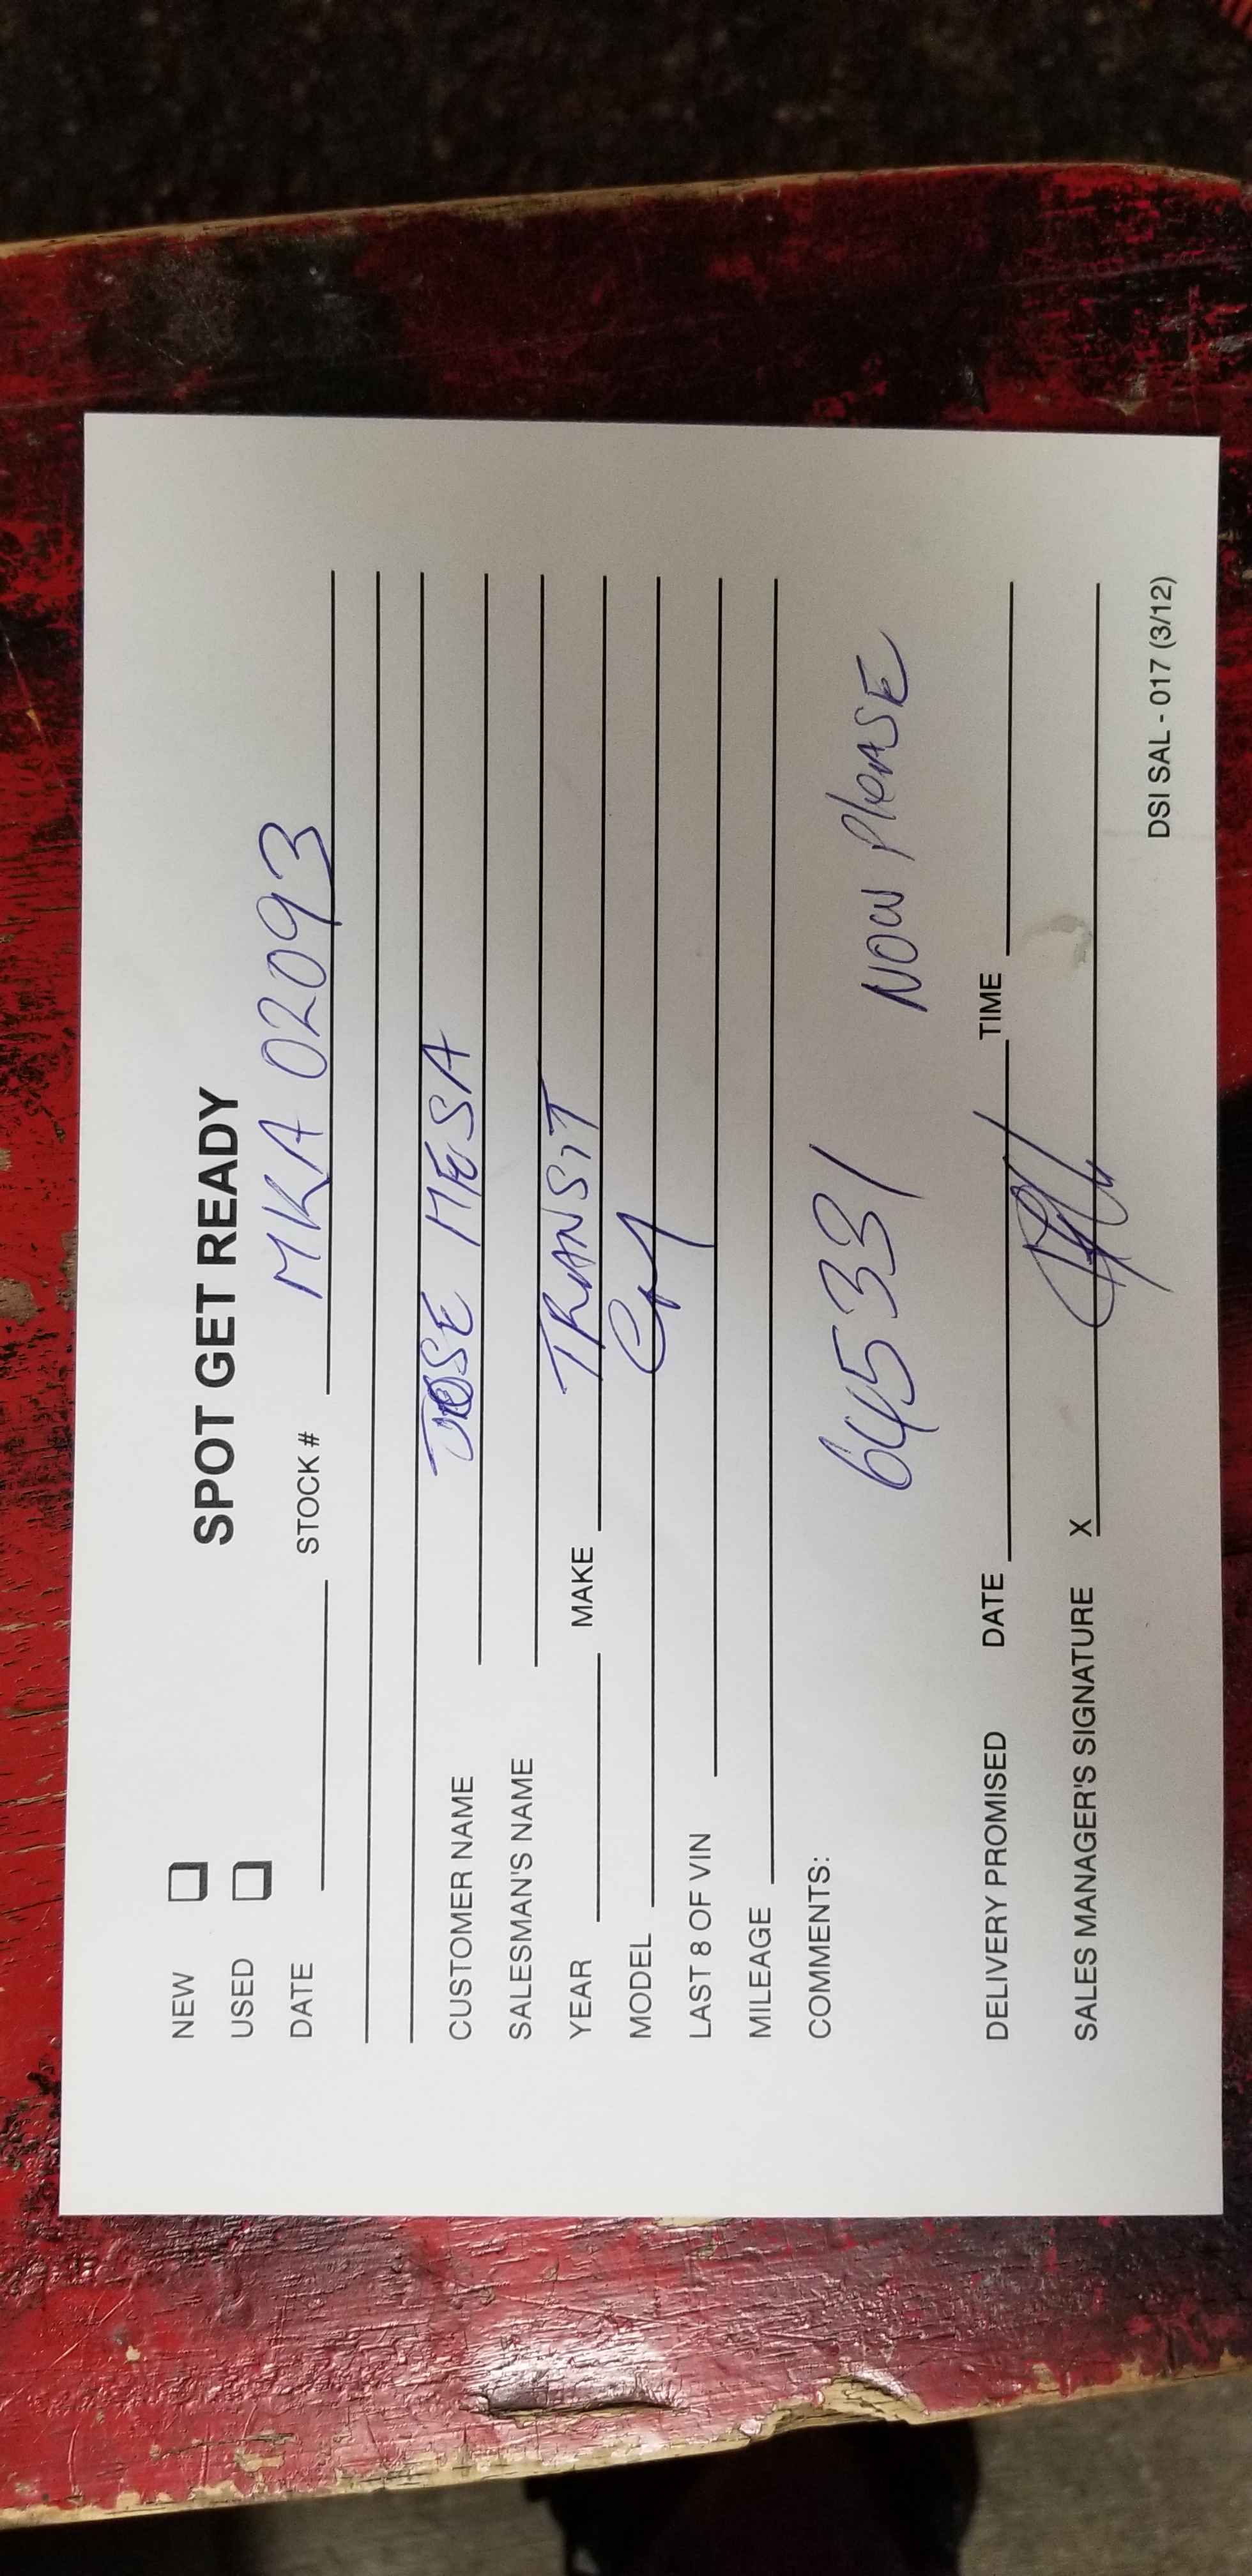 SPOT GET READY
NEW
USED
DATE STOCK # MKA 02093
CUSTOMER NAME JOSE MESA
SALESMAN'S NAME
YEAR MAKE TRANSIT
MODEL
LAST 8 OF VIN
MILEAGE
COMMENTS:
645331 NOW PleASE
DELIVERY PROMISED DATE TIME
SALES MANAGER'S SIGNATURE X
DSI SAL - 017 (3/12)